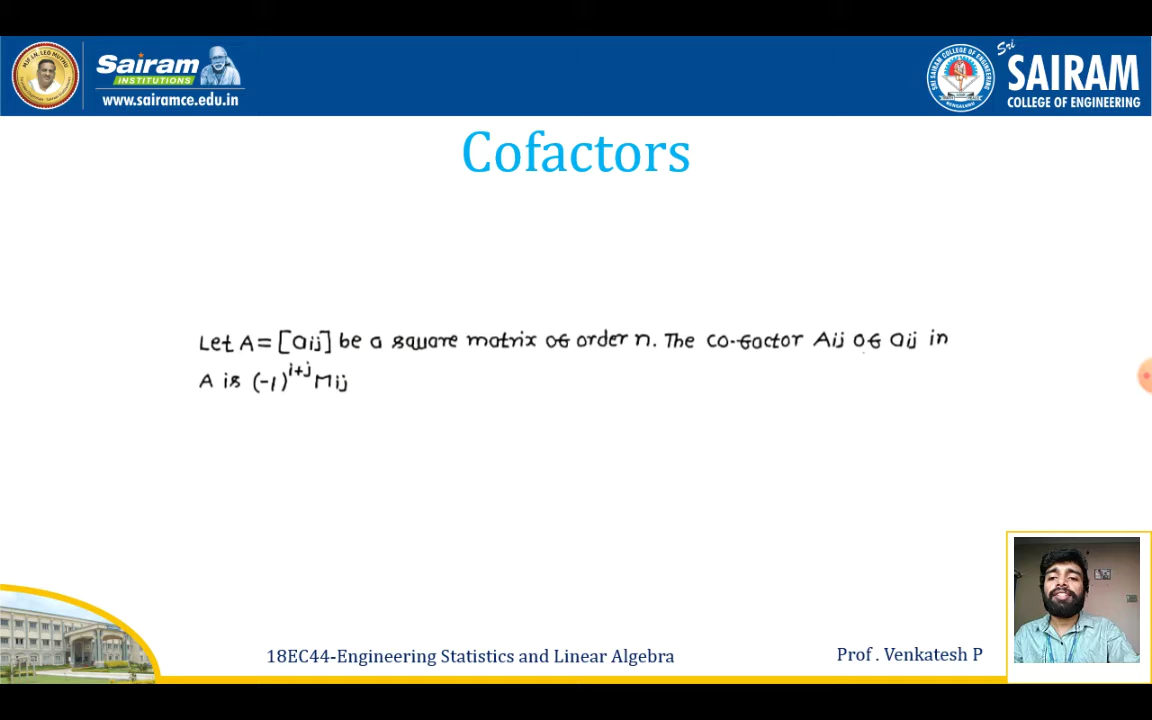 Sairam
INSTITUTIONS
www.sairamce.edu.in
Sri
SAIRAM
COLLEGE OF ENGINEERING
Cofactors
Let A = [aij] be a square matrix of order n. The co-factor Aij of aij in
A is (-1)^i+j Mij
18EC44-Engineering Statistics and Linear Algebra
Prof . Venkatesh P